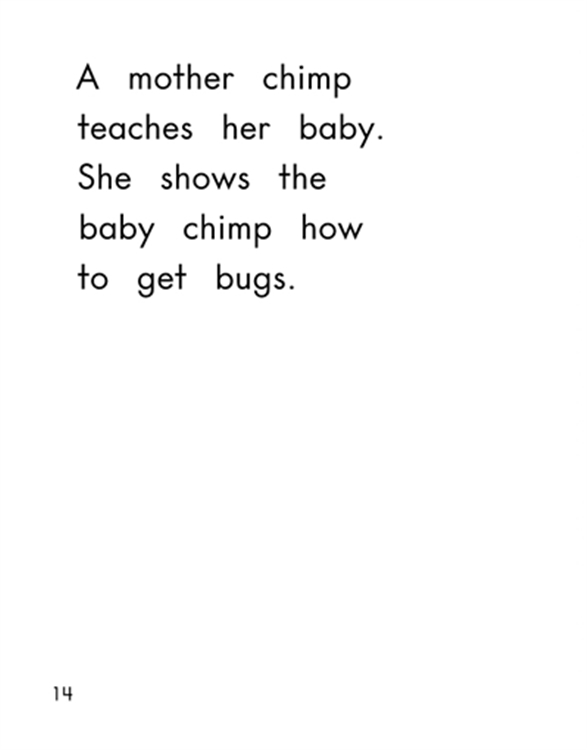 A mother chimp
teaches her baby.
She shows the
baby chimp how
to get bugs.
14